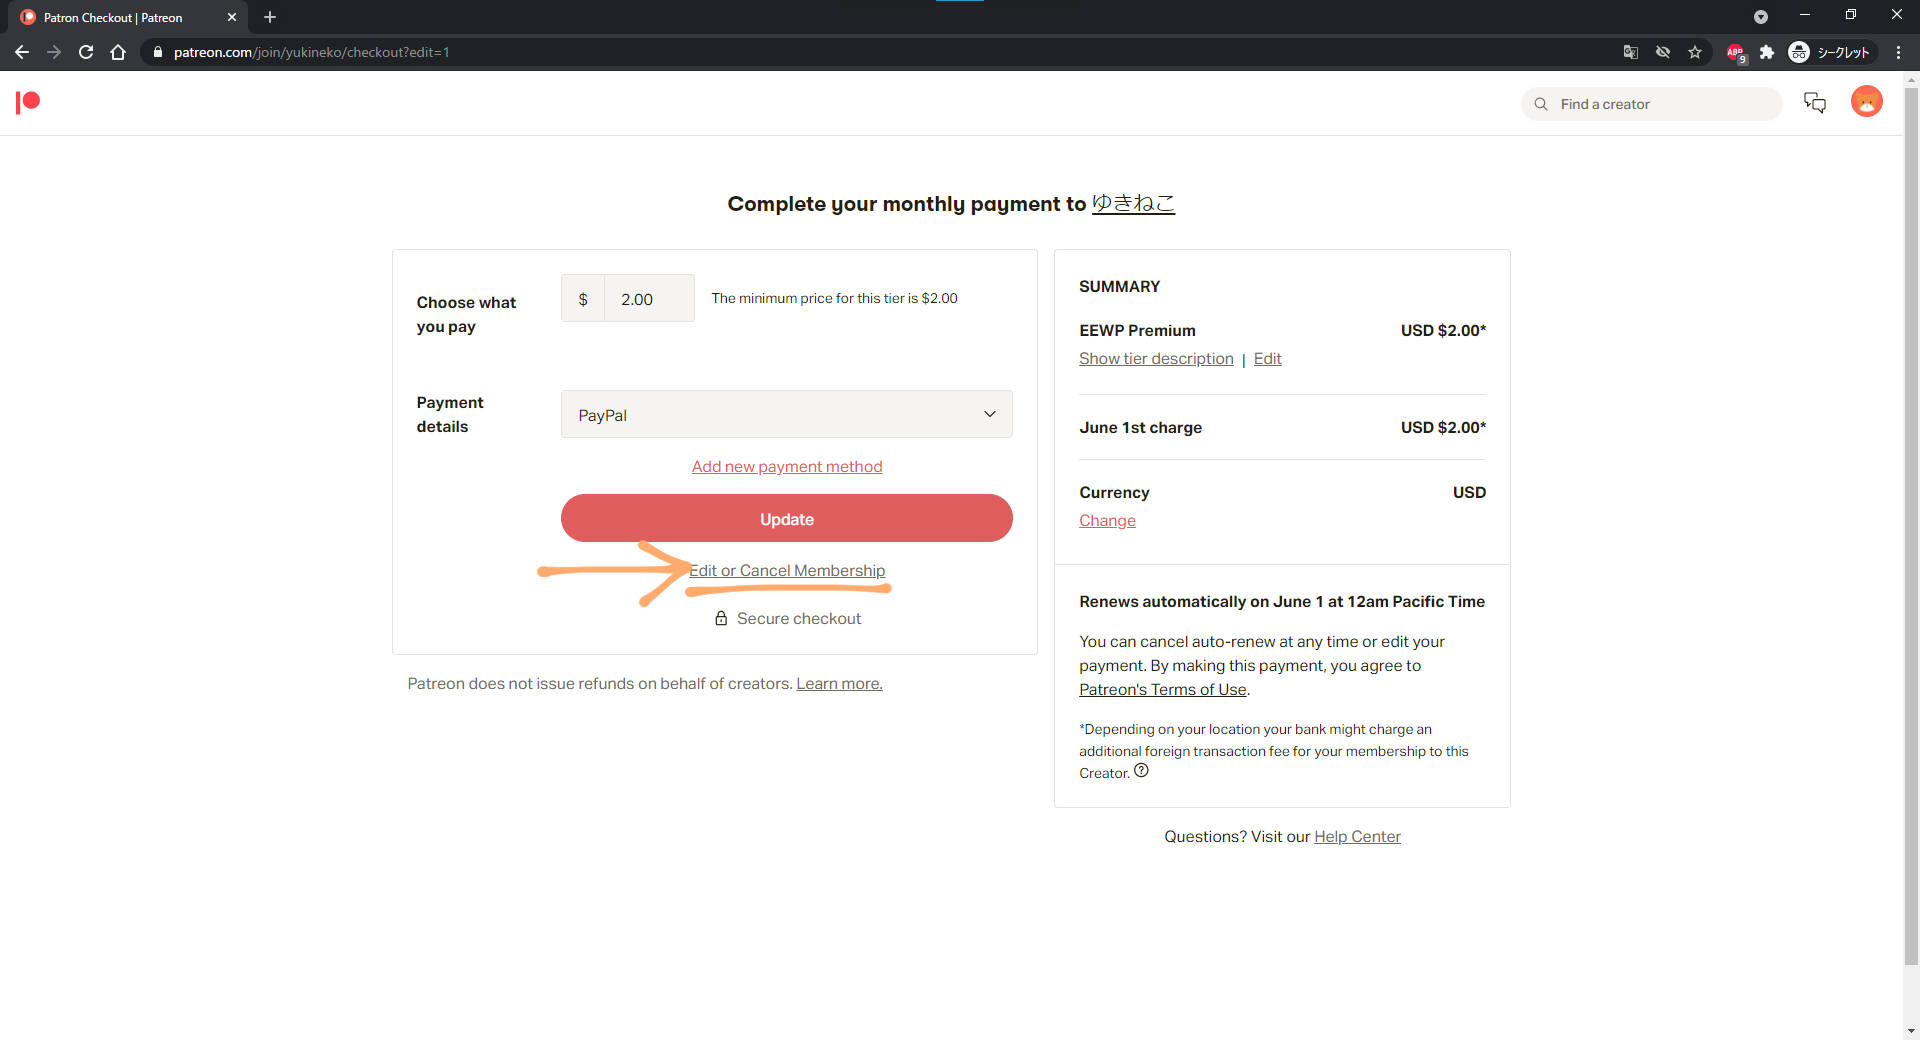 Patron Checkout | Patreon
patreon.com/join/yukineko/checkout?edit=1
ABP
9
シークレット
Find a creator
Complete your monthly payment to ゆきねこ
Choose what
you pay
$ 2.00
The minimum price for this tier is $2.00
Payment
details
PayPal
Add new payment method
Update
Edit or Cancel Membership
Secure checkout
Patreon does not issue refunds on behalf of creators. Learn more.
SUMMARY
EEWP Premium USD $2.00*
Show tier description | Edit
June 1st charge USD $2.00*
Currency USD
Change
Renews automatically on June 1 at 12am Pacific Time
You can cancel auto-renew at any time or edit your
payment. By making this payment, you agree to
Patreon's Terms of Use.
*Depending on your location your bank might charge an
additional foreign transaction fee for your membership to this
Creator. ?
Questions? Visit our Help Center